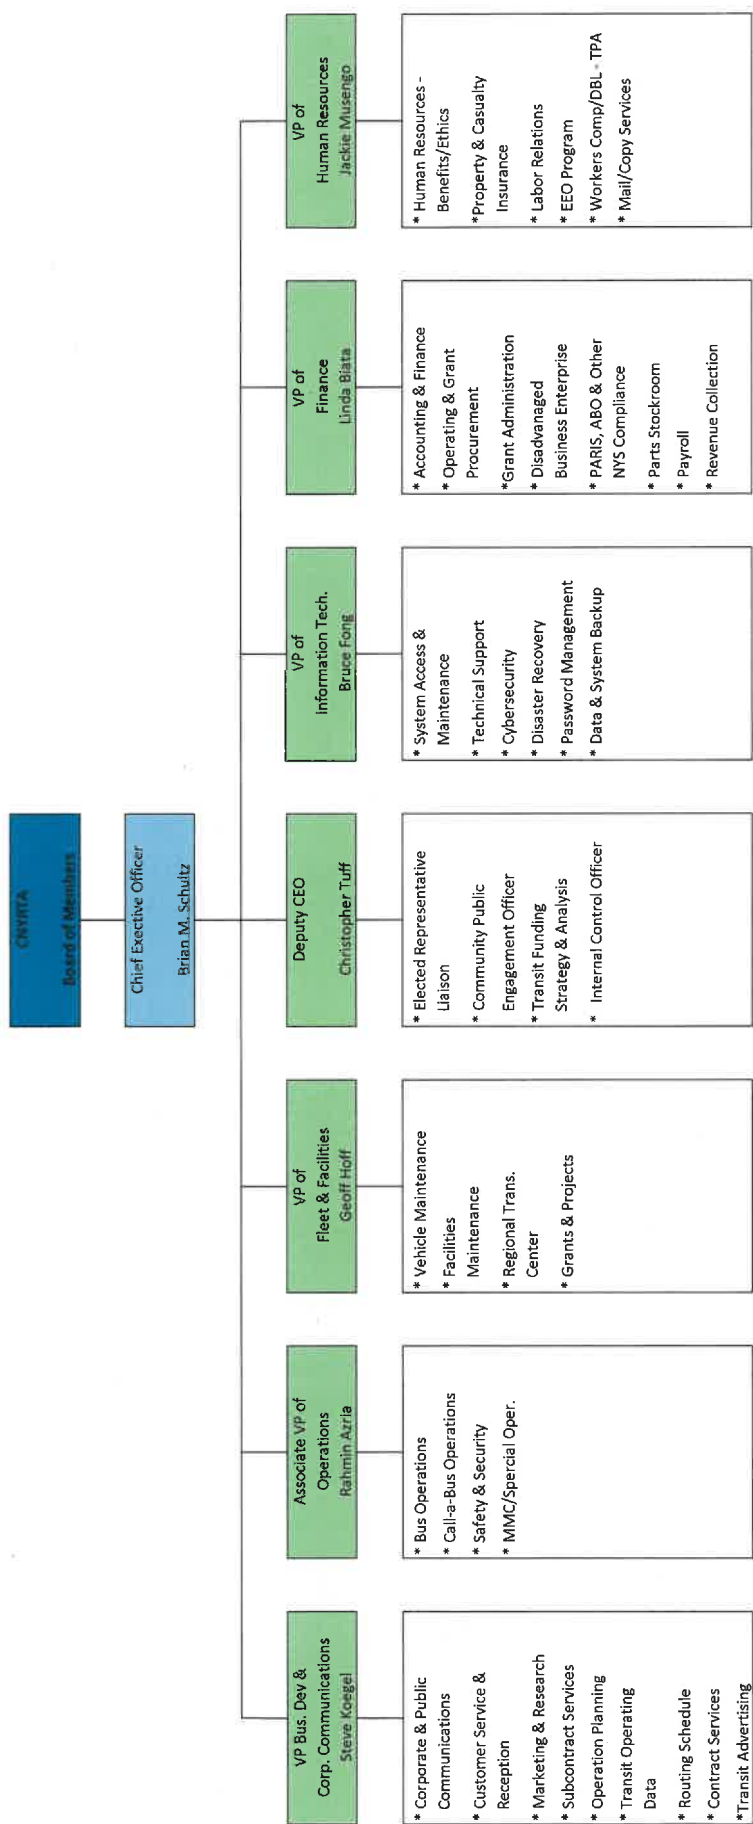 CNYRTA
Board of Members
Chief Exective Officer
Brian M. Schultz
VP Bus. Dev &
Corp. Communications
Steve Koegel
* Corporate & Public
Communications
* Customer Service &
Reception
* Marketing & Research
* Subcontract Services
* Operation Planning
* Transit Operating
Data
* Routing Schedule
* Contract Services
*Transit Advertising
Associate VP of
Operations
Rahmin Azria
* Bus Operations
* Call-a-Bus Operations
* Safety & Security
* MMC/Spercial Oper.
VP of
Fleet & Facilities
Geoff Hoff
* Vehicle Maintenance
* Facilities
Maintenance
* Regional Trans.
Center
* Grants & Projects
Deputy CEO
Christopher Tuff
* Elected Representative
Liaison
* Community Public
Engagement Officer
* Transit Funding
Strategy & Analysis
* Internal Control Officer
VP of
Information Tech.
Bruce Fong
* System Access &
Maintenance
* Technical Support
* Cybersecurity
* Disaster Recovery
* Password Management
* Data & System Backup
VP of
Finance
Linda Biata
* Accounting & Finance
* Operating & Grant
Procurement
*Grant Administration
* Disadvanaged
Business Enterprise
* PARIS, ABO & Other
NYS Compliance
* Parts Stockroom
* Payroll
* Revenue Collection
VP of
Human Resources
Jackie Musengo
* Human Resources -
Benefits/Ethics
*Property & Casualty
Insurance
* Labor Relations
* EEO Program
* Workers Comp/DBL - TPA
* Mail/Copy Services